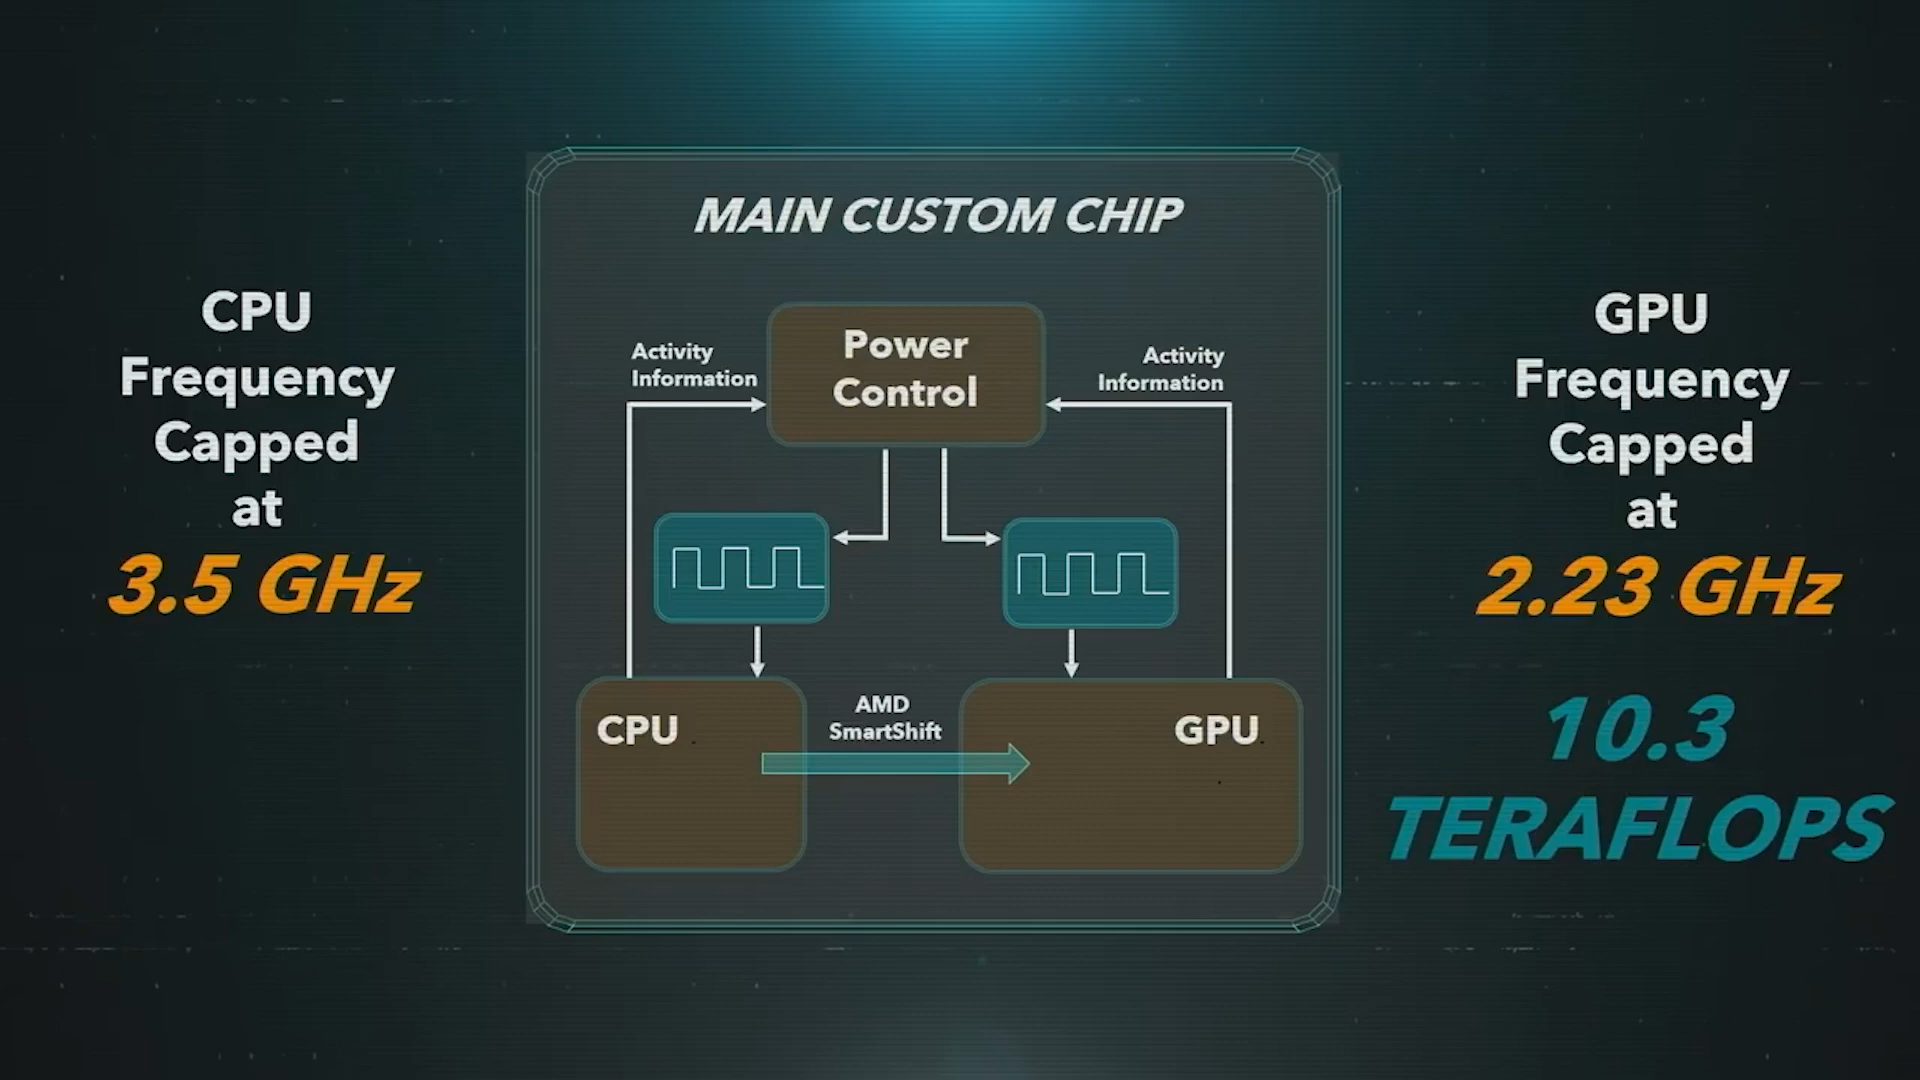 MAIN CUSTOM CHIP
CPU
Frequency
Capped
at
3.5 GHz
Activity
Information
Power
Control
Activity
Information
CPU
AMD
SmartShift
GPU
GPU
Frequency
Capped
at
2.23 GHz
10.3
TERAFLOPS